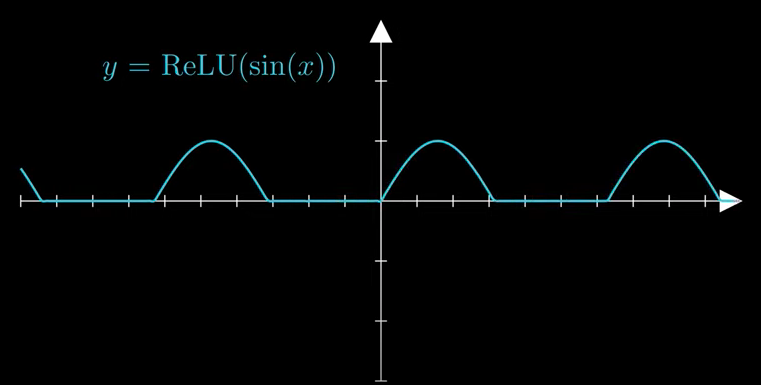 y = ReLU(sin(x))